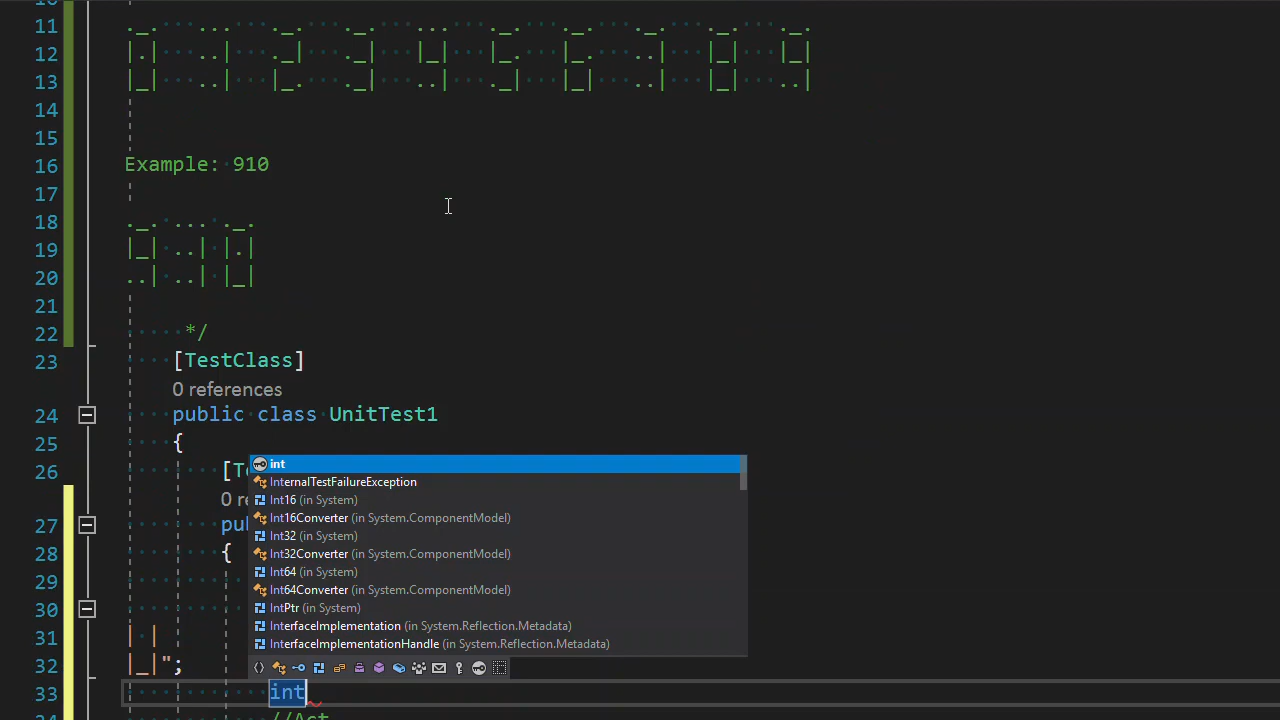 10
11 ._. ... ._. ._. ... ._. ._. ._. ._. ._.
12 |.| ..| ._| ._| |_| |_. |_. ..| |_| |_|
13 |_| ..| |_. ._| ..| ._| |_| ..| |_| ..|
14
15
16 Example: 910
17
18 ._. ... ._.
19 |_| ..| |.|
20 ..| ..| |_|
21
22 */
23 [TestClass]
0 references
24 public class UnitTest1
25 {
26 [Te
0 re
27 pub
28 {
29
30
31 | |
32 |_|";
33 int
//Act
int
InternalTestFailureException
Int16 (in System)
Int16Converter (in System.ComponentModel)
Int32 (in System)
Int32Converter (in System.ComponentModel)
Int64 (in System)
Int64Converter (in System.ComponentModel)
IntPtr (in System)
InterfaceImplementation (in System.Reflection.Metadata)
InterfaceImplementationHandle (in System.Reflection.Metadata)